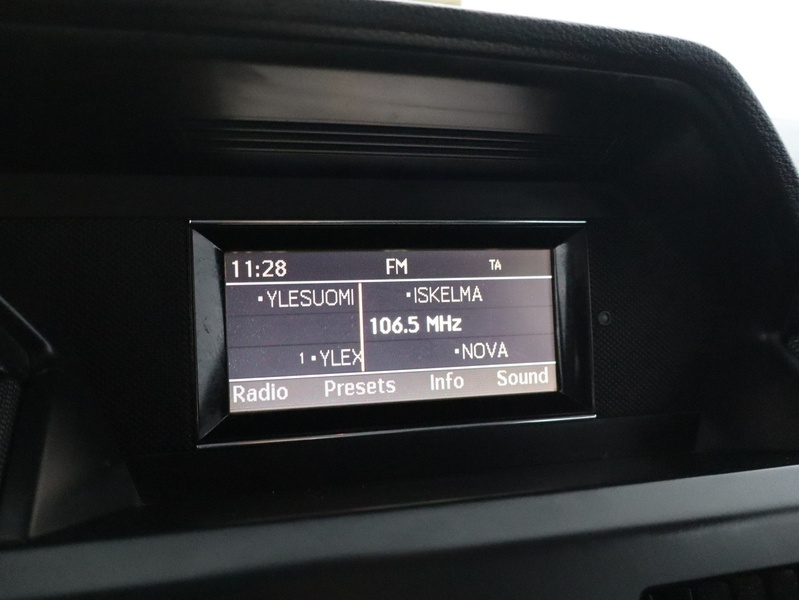 11:28 FM TA
▪YLESUOMI ▪ISKELMA
106.5 MHz
1▪YLEX ▪NOVA
Radio Presets Info Sound